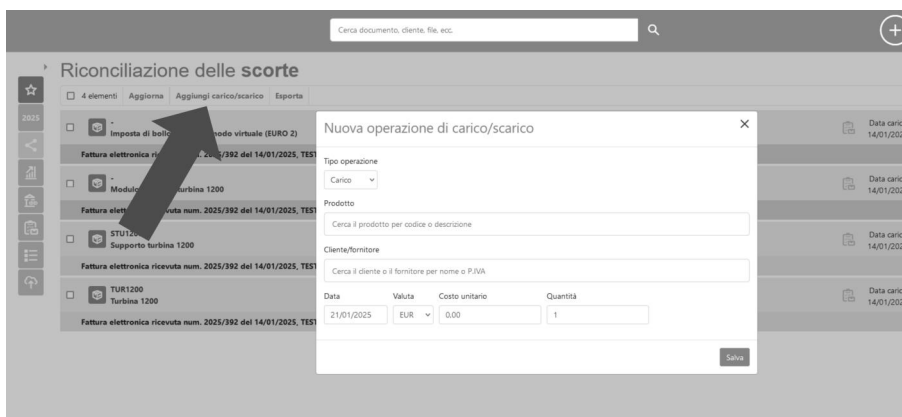 Cerca documento, cliente, file, ecc.
Riconciliazione delle scorte
4 elementi Aggiorna Aggiungi carico/scarico Esporta
2025
-
Imposta di bollo modo virtuale (EURO 2)
Fattura elettronica num. 2025/392 del 14/01/2025, TEST
Data caric
14/01/202
-
Modulo turbina 1200
Fattura elettronica ricevuta num. 2025/392 del 14/01/2025, TEST
Data caric
14/01/202
STU1200
Supporto turbina 1200
Fattura elettronica ricevuta num. 2025/392 del 14/01/2025, TEST
Data caric
14/01/202
TUR1200
Turbina 1200
Fattura elettronica ricevuta num. 2025/392 del 14/01/2025, TEST
Data caric
14/01/202
Nuova operazione di carico/scarico
Tipo operazione
Carico
Prodotto
Cerca il prodotto per codice o descrizione
Cliente/fornitore
Cerca il cliente o il fornitore per nome o P.IVA
Data Valuta Costo unitario Quantità
21/01/2025 EUR 0,00 1
Salva